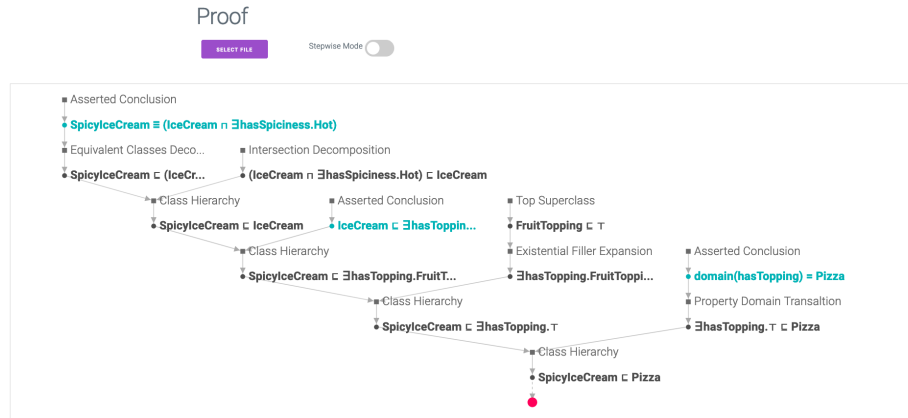 Proof
SELECT FILE
Stepwise Mode
Asserted Conclusion
SpicyIceCream ≡ (IceCream ⊓ ∃hasSpiciness.Hot)
Equivalent Classes Deco... Intersection Decomposition
SpicyIceCream ⊑ (IceCr... (IceCream ⊓ ∃hasSpiciness.Hot) ⊑ IceCream
Class Hierarchy Asserted Conclusion Top Superclass
SpicyIceCream ⊑ IceCream IceCream ⊑ ∃hasToppin... FruitTopping ⊑ ⊤
Class Hierarchy Existential Filler Expansion Asserted Conclusion
SpicyIceCream ⊑ ∃hasTopping.FruitT... ∃hasTopping.FruitToppi... domain(hasTopping) = Pizza
Class Hierarchy Property Domain Transaltion
SpicyIceCream ⊑ ∃hasTopping.⊤ ∃hasTopping.⊤ ⊑ Pizza
Class Hierarchy
SpicyIceCream ⊑ Pizza